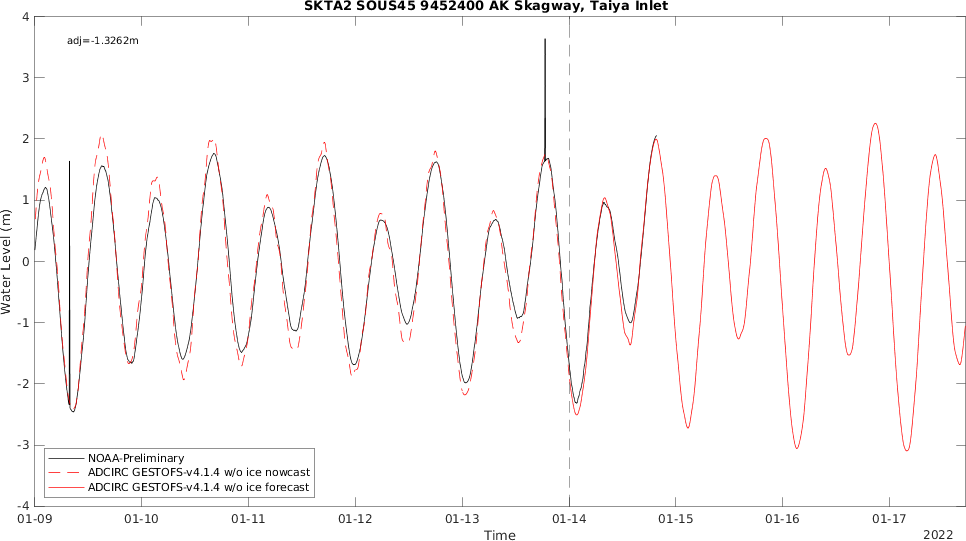 SKTA2 SOUS45 9452400 AK Skagway, Taiya Inlet
adj=-1.3262m
4
3
2
1
0
-1
-2
-3
-4
Water Level (m)
NOAA-Preliminary
ADCIRC GESTOFS-v4.1.4 w/o ice nowcast
ADCIRC GESTOFS-v4.1.4 w/o ice forecast
01-09 01-10 01-11 01-12 01-13 01-14 01-15 01-16 01-17
Time
2022